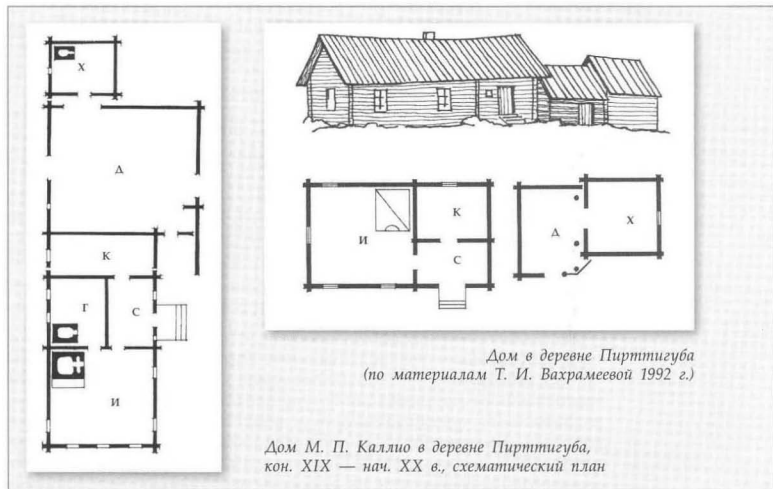 Х
Д
К
Г
С
И
И
К
С
Д
Х
Дом в деревне Пирттигуба
(по материалам Т. И. Вахрамеевой 1992 г.)
Дом М. П. Каллио в деревне Пирттигуба,
кон. XIX — нач. XX в., схематический план